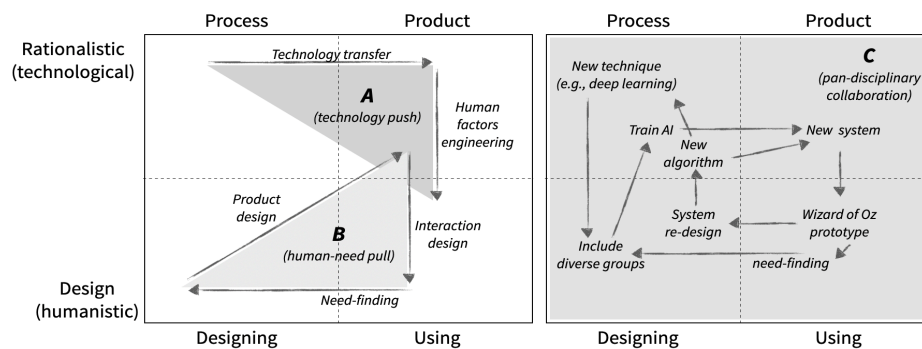 Process
Product
Process
Product
Rationalistic
(technological)
Technology transfer
A
(technology push)
Human
factors
engineering
Product
design
B
(human-need pull)
Interaction
design
Need-finding
Design
(humanistic)
Designing
Using
C
(pan-disciplinary
collaboration)
New technique
(e.g., deep learning)
Train AI
New
algorithm
New system
System
re-design
Wizard of Oz
prototype
Include
diverse groups
need-finding
Designing
Using